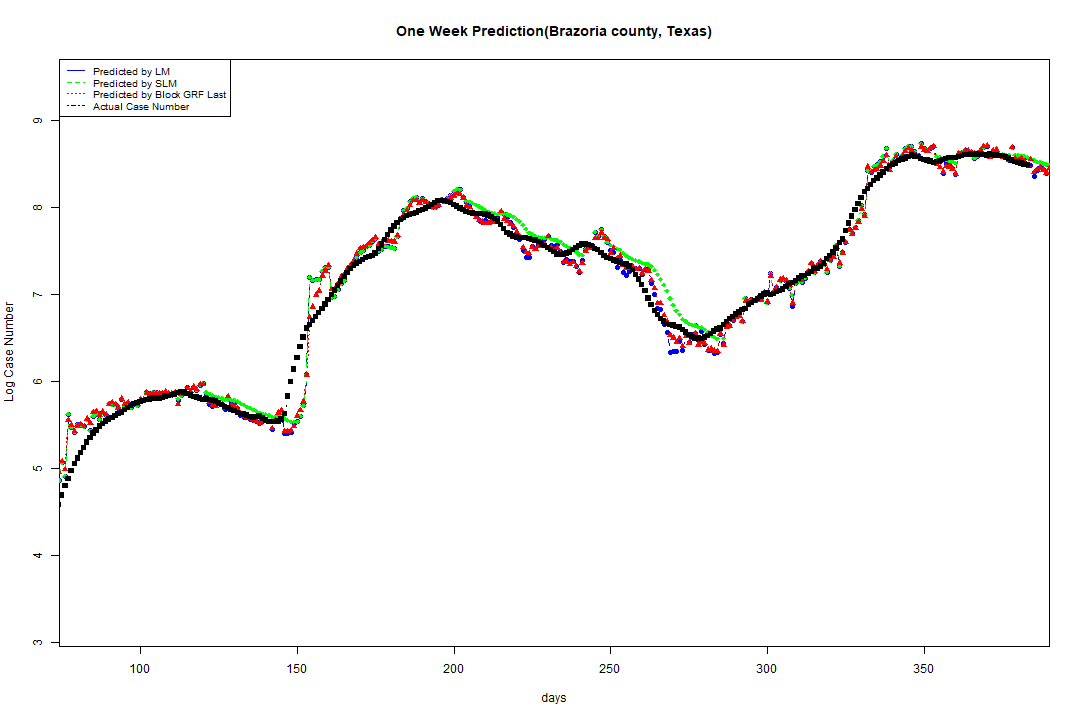 One Week Prediction(Brazoria county, Texas)
Predicted by LM
Predicted by SLM
Predicted by Block GRF Last
Actual Case Number
9
8
7
6
5
4
3
Log Case Number
100 150 200 250 300 350
days